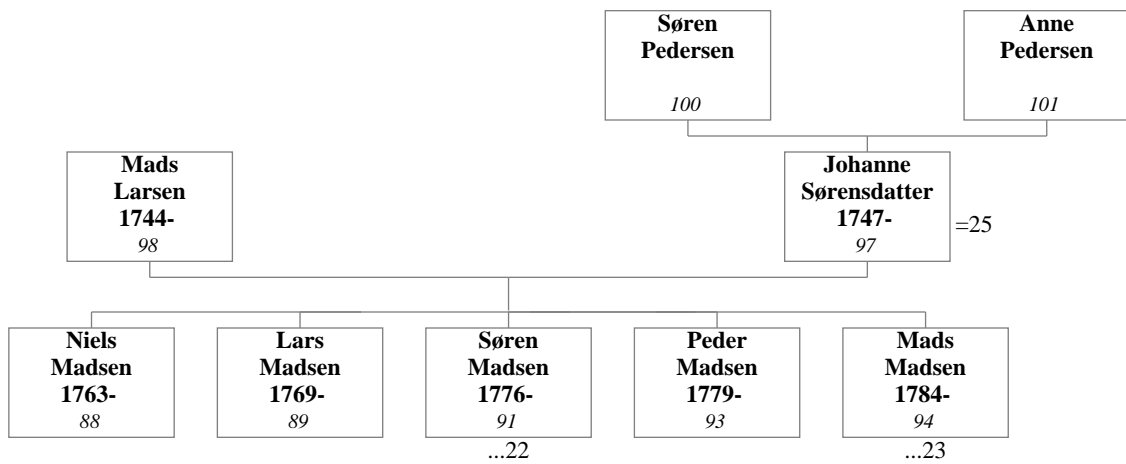 Søren
Pedersen
100
Anne
Pedersen
101
Mads
Larsen
1744-
98
Johanne
Sørensdatter
1747-
97
=25
Niels
Madsen
1763-
88
Lars
Madsen
1769-
89
Søren
Madsen
1776-
91
...22
Peder
Madsen
1779-
93
Mads
Madsen
1784-
94
...23